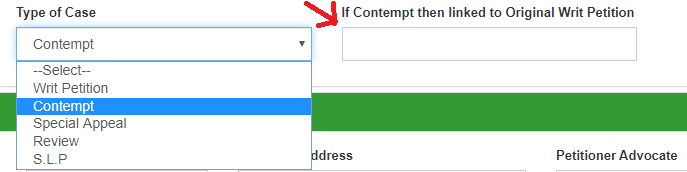 Type of Case
If Contempt then linked to Original Writ Petition
Contempt
--Select--
Writ Petition
Contempt
Special Appeal
Review
S.L.P
ddress
Petitioner Advocate